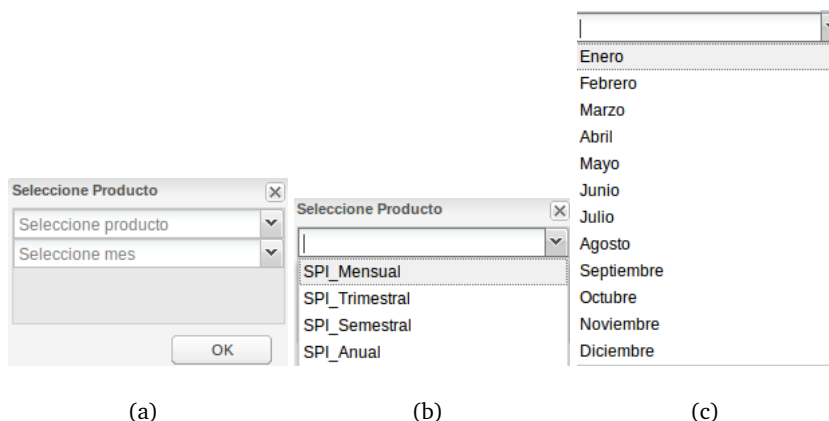 Seleccione Producto
Seleccione producto
Seleccione mes
OK
(a)
Seleccione Producto
SPI_Mensual
SPI_Trimestral
SPI_Semestral
SPI_Anual
(b)
Enero
Febrero
Marzo
Abril
Mayo
Junio
Julio
Agosto
Septiembre
Octubre
Noviembre
Diciembre
(c)